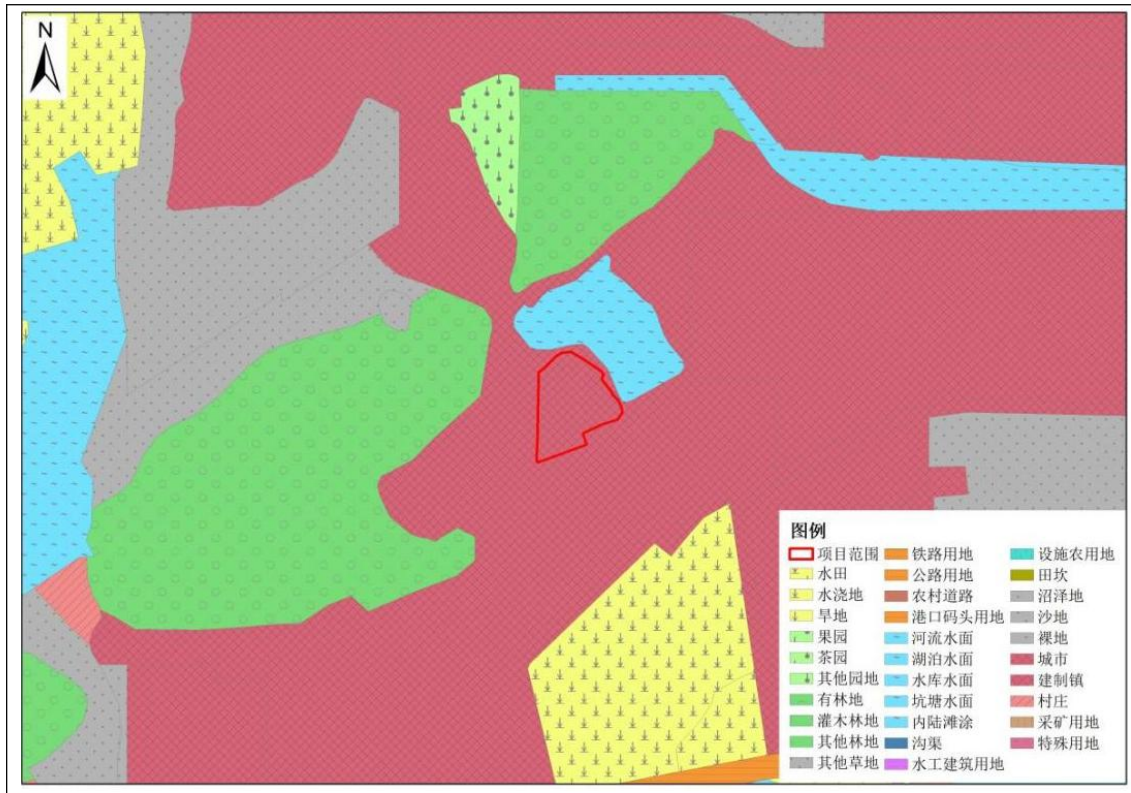 N
图例
项目范围 铁路用地 设施农用地
水田 公路用地 田坎
水浇地 农村道路 沼泽地
旱地 港口码头用地 沙地
果园 河流水面 裸地
茶园 湖泊水面 城市
其他园地 水库水面 建制镇
有林地 坑塘水面 村庄
灌木林地 内陆滩涂 采矿用地
其他林地 沟渠 特殊用地
其他草地 水工建筑用地